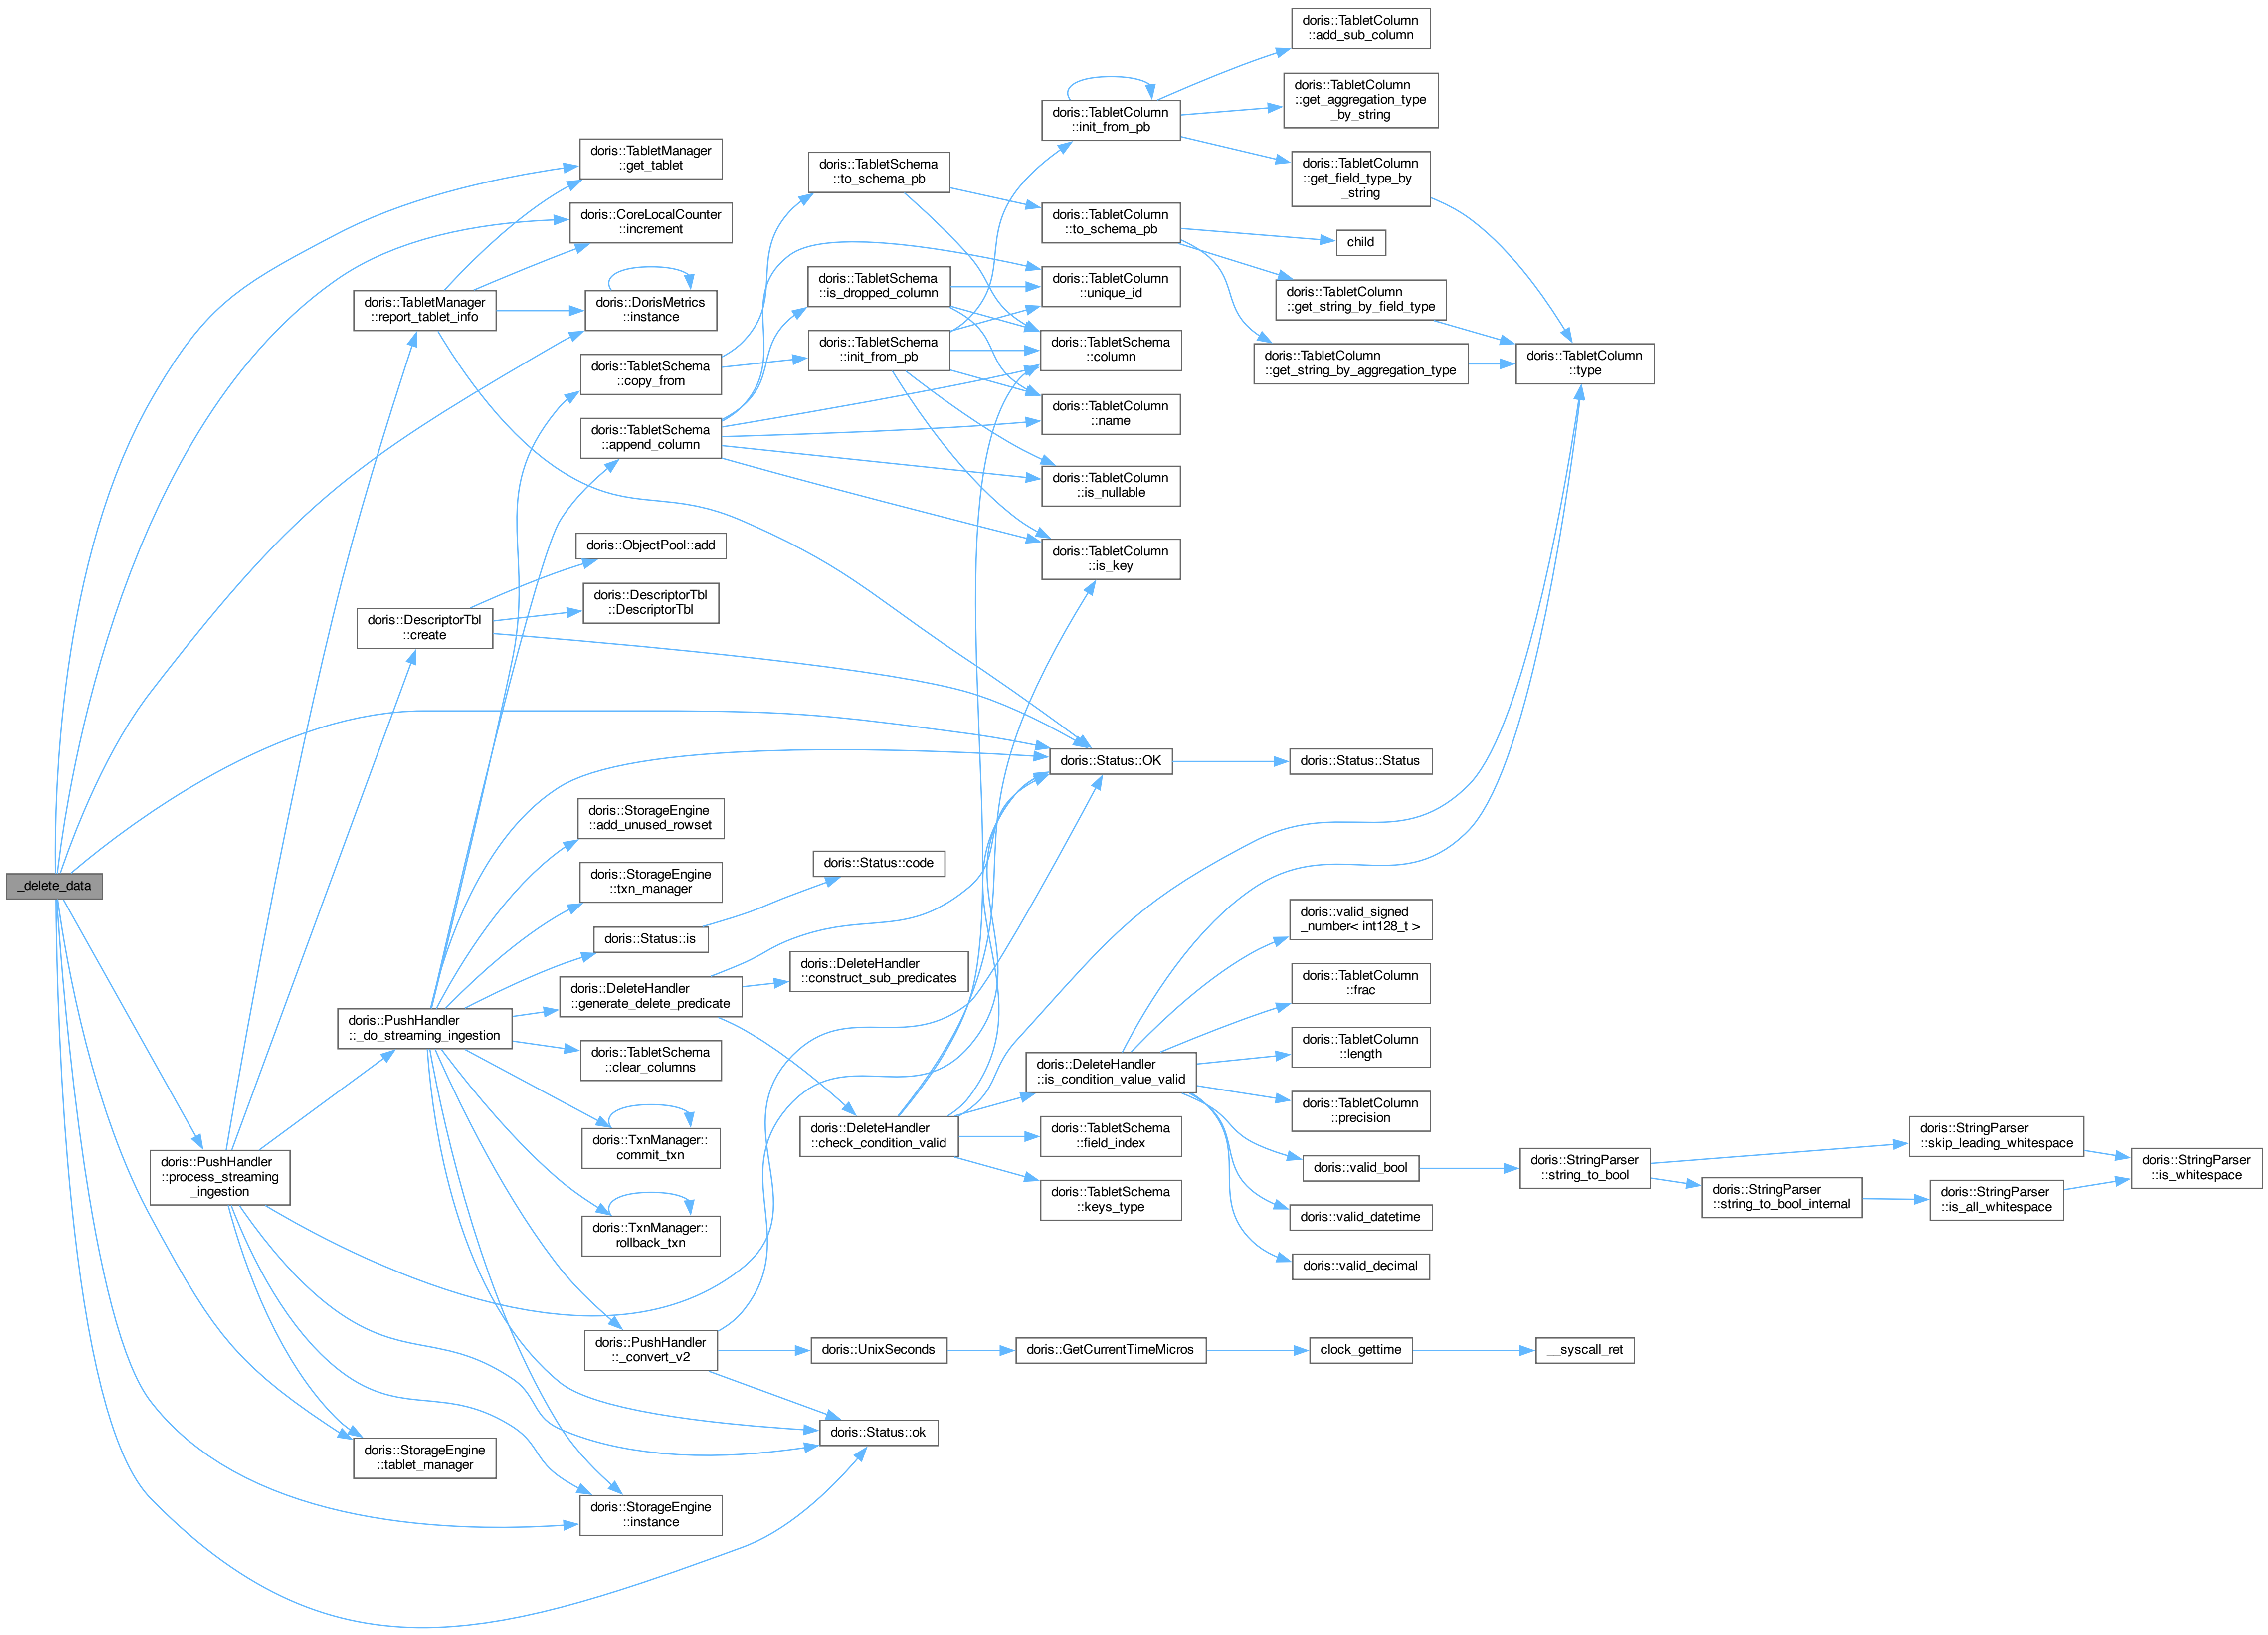 _delete_data
doris::TabletManager
::get_tablet
doris::CoreLocalCounter
::increment
doris::DorisMetrics
::instance
doris::PushHandler
::process_streaming
_ingestion
doris::TabletManager
::report_tablet_info
doris::DescriptorTbl
::create
doris::PushHandler
::_do_streaming_ingestion
doris::StorageEngine
::tablet_manager
doris::TabletSchema
::copy_from
doris::TabletSchema
::append_column
doris::ObjectPool::add
doris::DescriptorTbl
::DescriptorTbl
doris::StorageEngine
::add_unused_rowset
doris::StorageEngine
::txn_manager
doris::Status::is
doris::DeleteHandler
::generate_delete_predicate
doris::TabletSchema
::clear_columns
doris::TxnManager::
commit_txn
doris::TxnManager::
rollback_txn
doris::PushHandler
::_convert_v2
doris::StorageEngine
::instance
doris::TabletSchema
::to_schema_pb
doris::TabletSchema
::is_dropped_column
doris::TabletSchema
::init_from_pb
doris::Status::code
doris::DeleteHandler
::construct_sub_predicates
doris::DeleteHandler
::check_condition_valid
doris::UnixSeconds
doris::Status::ok
doris::TabletColumn
::init_from_pb
doris::TabletColumn
::to_schema_pb
doris::TabletColumn
::unique_id
doris::TabletSchema
::column
doris::TabletColumn
::name
doris::TabletColumn
::is_nullable
doris::TabletColumn
::is_key
doris::Status::OK
doris::DeleteHandler
::is_condition_value_valid
doris::TabletSchema
::field_index
doris::TabletSchema
::keys_type
doris::GetCurrentTimeMicros
doris::TabletColumn
::add_sub_column
doris::TabletColumn
::get_aggregation_type
_by_string
doris::TabletColumn
::get_field_type_by
_string
child
doris::TabletColumn
::get_string_by_field_type
doris::TabletColumn
::get_string_by_aggregation_type
doris::Status::Status
doris::valid_signed
_number< int128_t >
doris::TabletColumn
::frac
doris::TabletColumn
::length
doris::TabletColumn
::precision
doris::valid_bool
doris::valid_datetime
doris::valid_decimal
clock_gettime
doris::TabletColumn
::type
doris::StringParser
::string_to_bool
__syscall_ret
doris::StringParser
::string_to_bool_internal
doris::StringParser
::skip_leading_whitespace
doris::StringParser
::is_all_whitespace
doris::StringParser
::is_whitespace